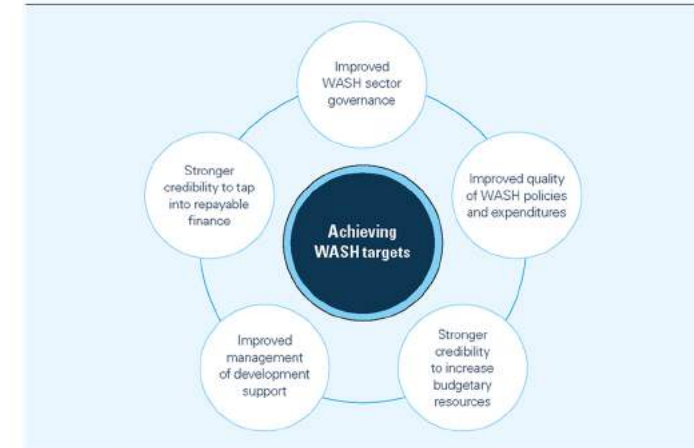 Improved
WASH sector
governance
Stronger
credibility to tap
into repayable
finance
Improved quality
of WASH policies
and expenditures
Achieving
WASH targets
Improved
management
of development
support
Stronger
credibility
to increase
budgetary
resources